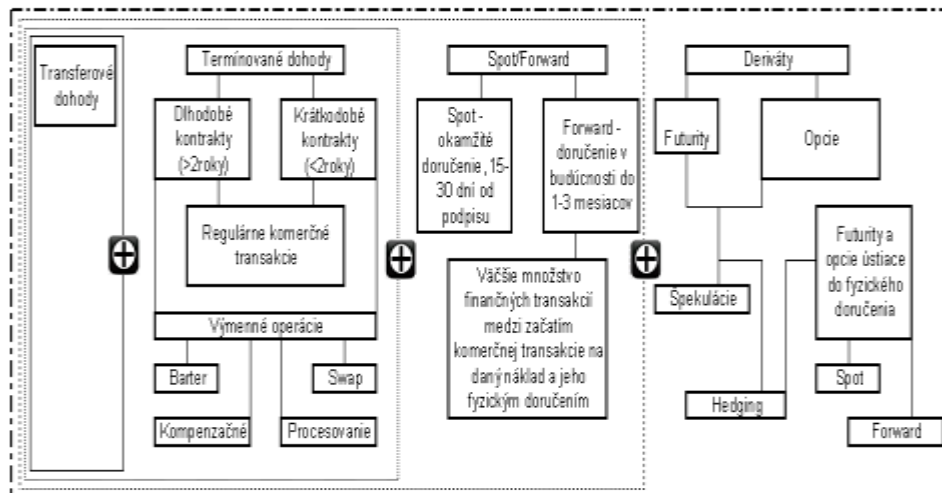 Transferové
dohody
Termínované dohody
Dlhodobé
kontrakty
(>2roky)
Krátkodobé
kontrakty
(<2roky)
Regulárne komerčné
transakcie
Výmenné operácie
Barter
Swap
Kompenzačné
Procesovanie
Spot/Forward
Spot -
okamžité
doručenie, 15-
30 dní od
podpisu
Forward -
doručenie v
budúcnosti do
1-3 mesiacov
Väčšie množstvo
finančných transakcií
medzi začatím
komerčnej transakcie na
daný náklad a jeho
fyzickým doručením
Deriváty
Futurity
Opcie
Špekulácie
Futurity a
opcie ústiace
do fyzického
doručenia
Hedging
Spot
Forward